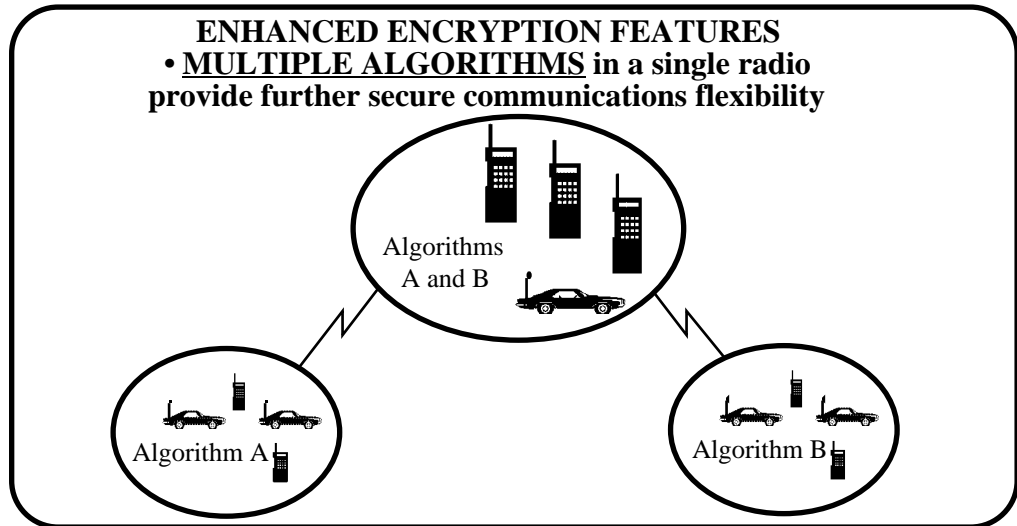 ENHANCED ENCRYPTION FEATURES
• MULTIPLE ALGORITHMS in a single radio
provide further secure communications flexibility
Algorithms
A and B
Algorithm A
Algorithm B